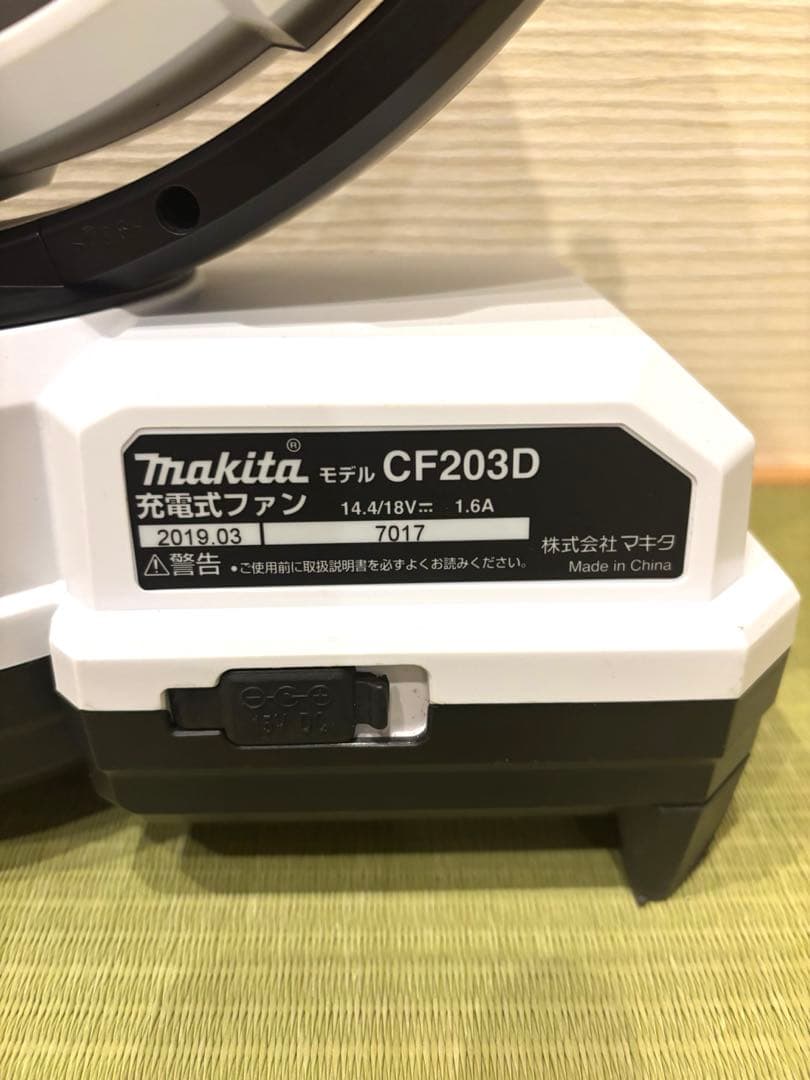 makita® モデル CF203D
充電式ファン 14.4/18V⎓ 1.6A
2019.03 7017
⚠警告 •ご使用前に取扱説明書を必ずよくお読みください。
株式会社 マキタ
Made in China